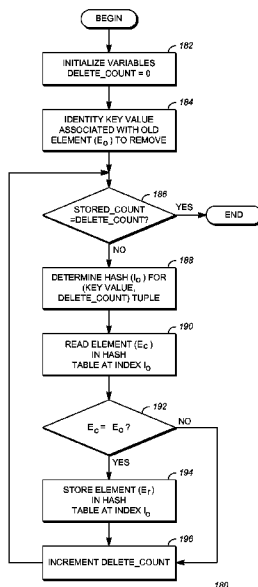 BEGIN
182
INITIALIZE VARIABLES
DELETE_COUNT = 0
184
IDENTITY KEY VALUE
ASSOCIATED WITH OLD
ELEMENT (E₀) TO REMOVE
186
STORED_COUNT
=DELETE_COUNT?
YES
END
NO
188
DETERMINE HASH (I₀) FOR
(KEY VALUE,
DELETE_COUNT) TUPLE
190
READ ELEMENT (E_C)
IN HASH
TABLE AT INDEX I₀
192
E_C = E₀ ?
NO
YES
194
STORE ELEMENT (E_T)
IN HASH
TABLE AT INDEX I₀
196
INCREMENT DELETE_COUNT
180